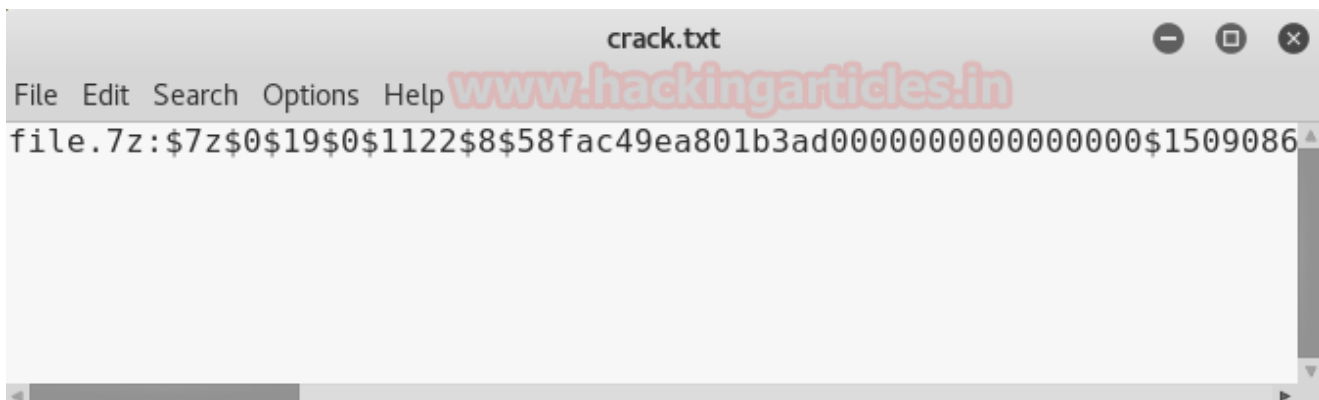 crack.txt
File Edit Search Options Help
www.hackingarticles.in
file.7z:$7z$0$19$0$1122$8$58fac49ea801b3ad0000000000000000$1509086